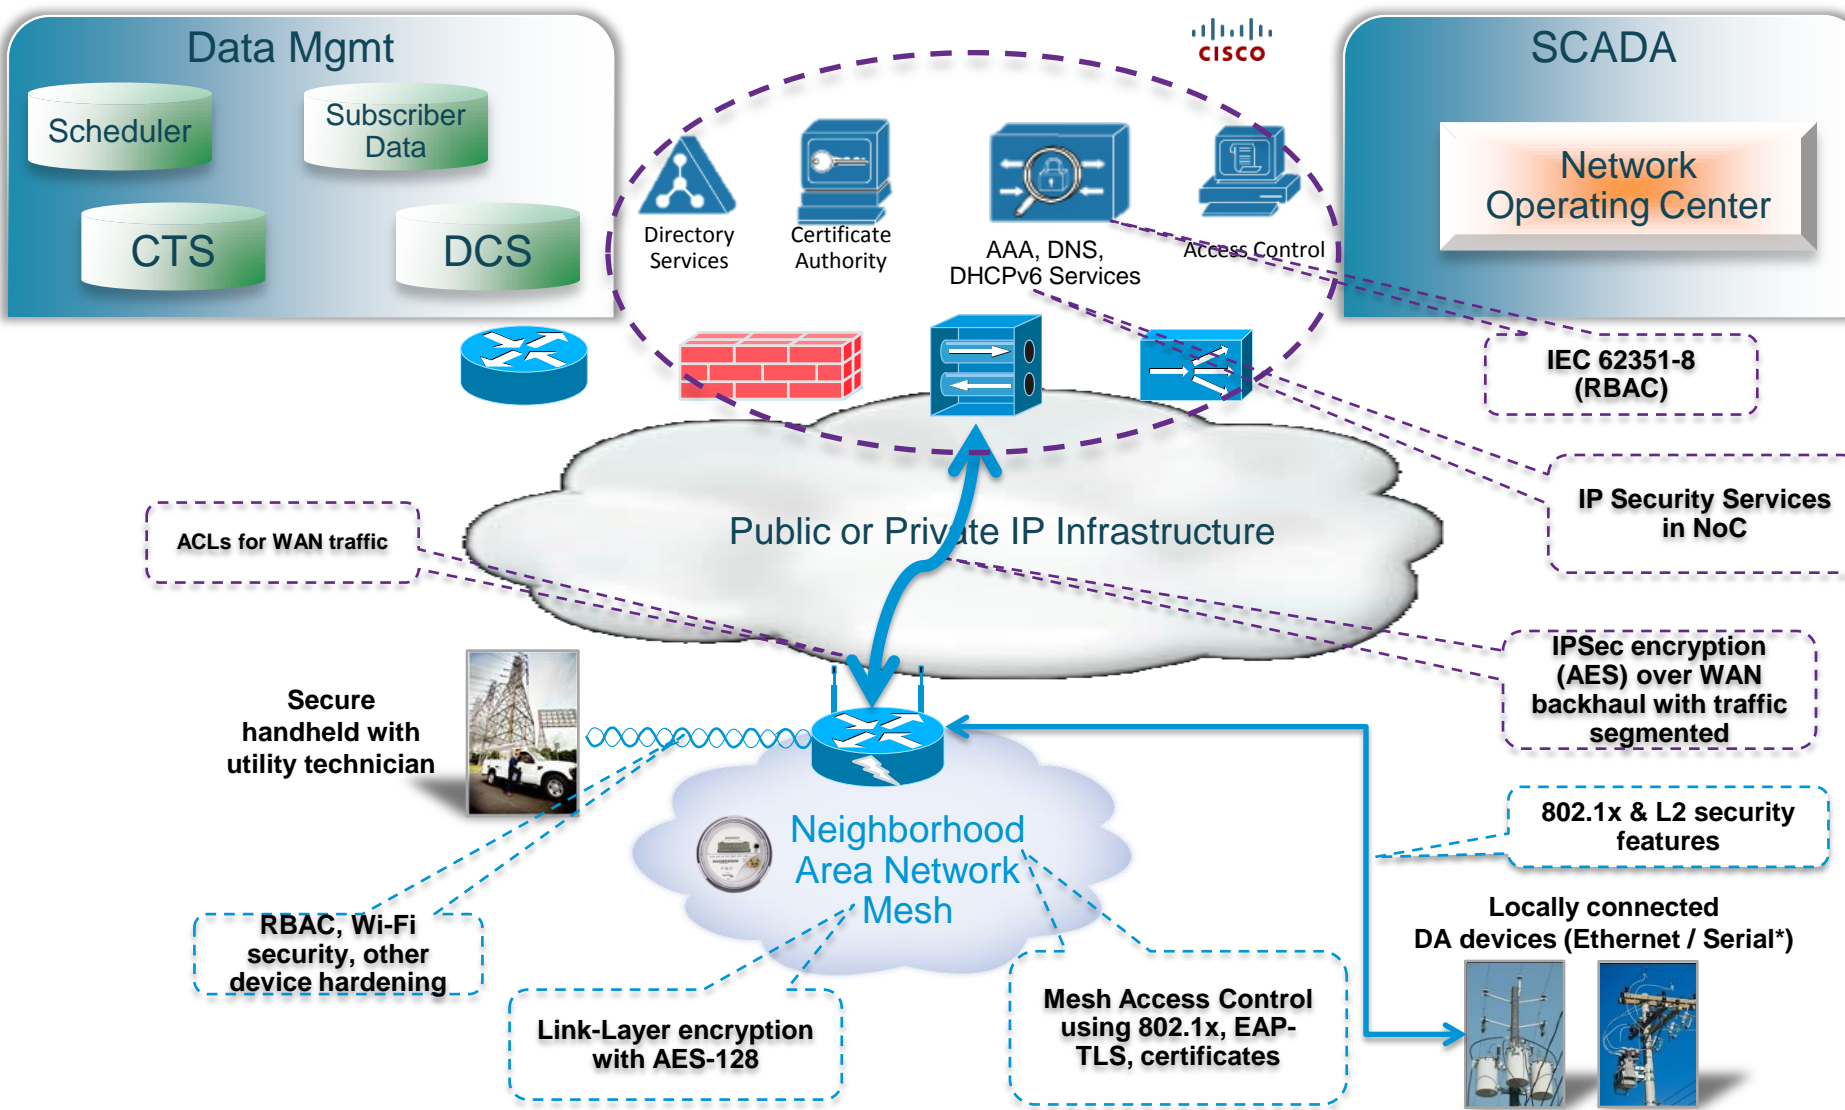 Data Mgmt
Scheduler
Subscriber
Data
CTS
DCS
CISCO
SCADA
Network
Operating Center
Directory
Services
Certificate
Authority
AAA, DNS,
DHCPv6 Services
Access Control
IEC 62351-8
(RBAC)
IP Security Services
in NoC
Public or Private IP Infrastructure
ACLs for WAN traffic
IPSec encryption
(AES) over WAN
backhaul with traffic
segmented
Secure
handheld with
utility technician
802.1x & L2 security
features
Neighborhood
Area Network
Mesh
Locally connected
DA devices (Ethernet / Serial*)
RBAC, Wi-Fi
security, other
device hardening
Link-Layer encryption
with AES-128
Mesh Access Control
using 802.1x, EAP-
TLS, certificates